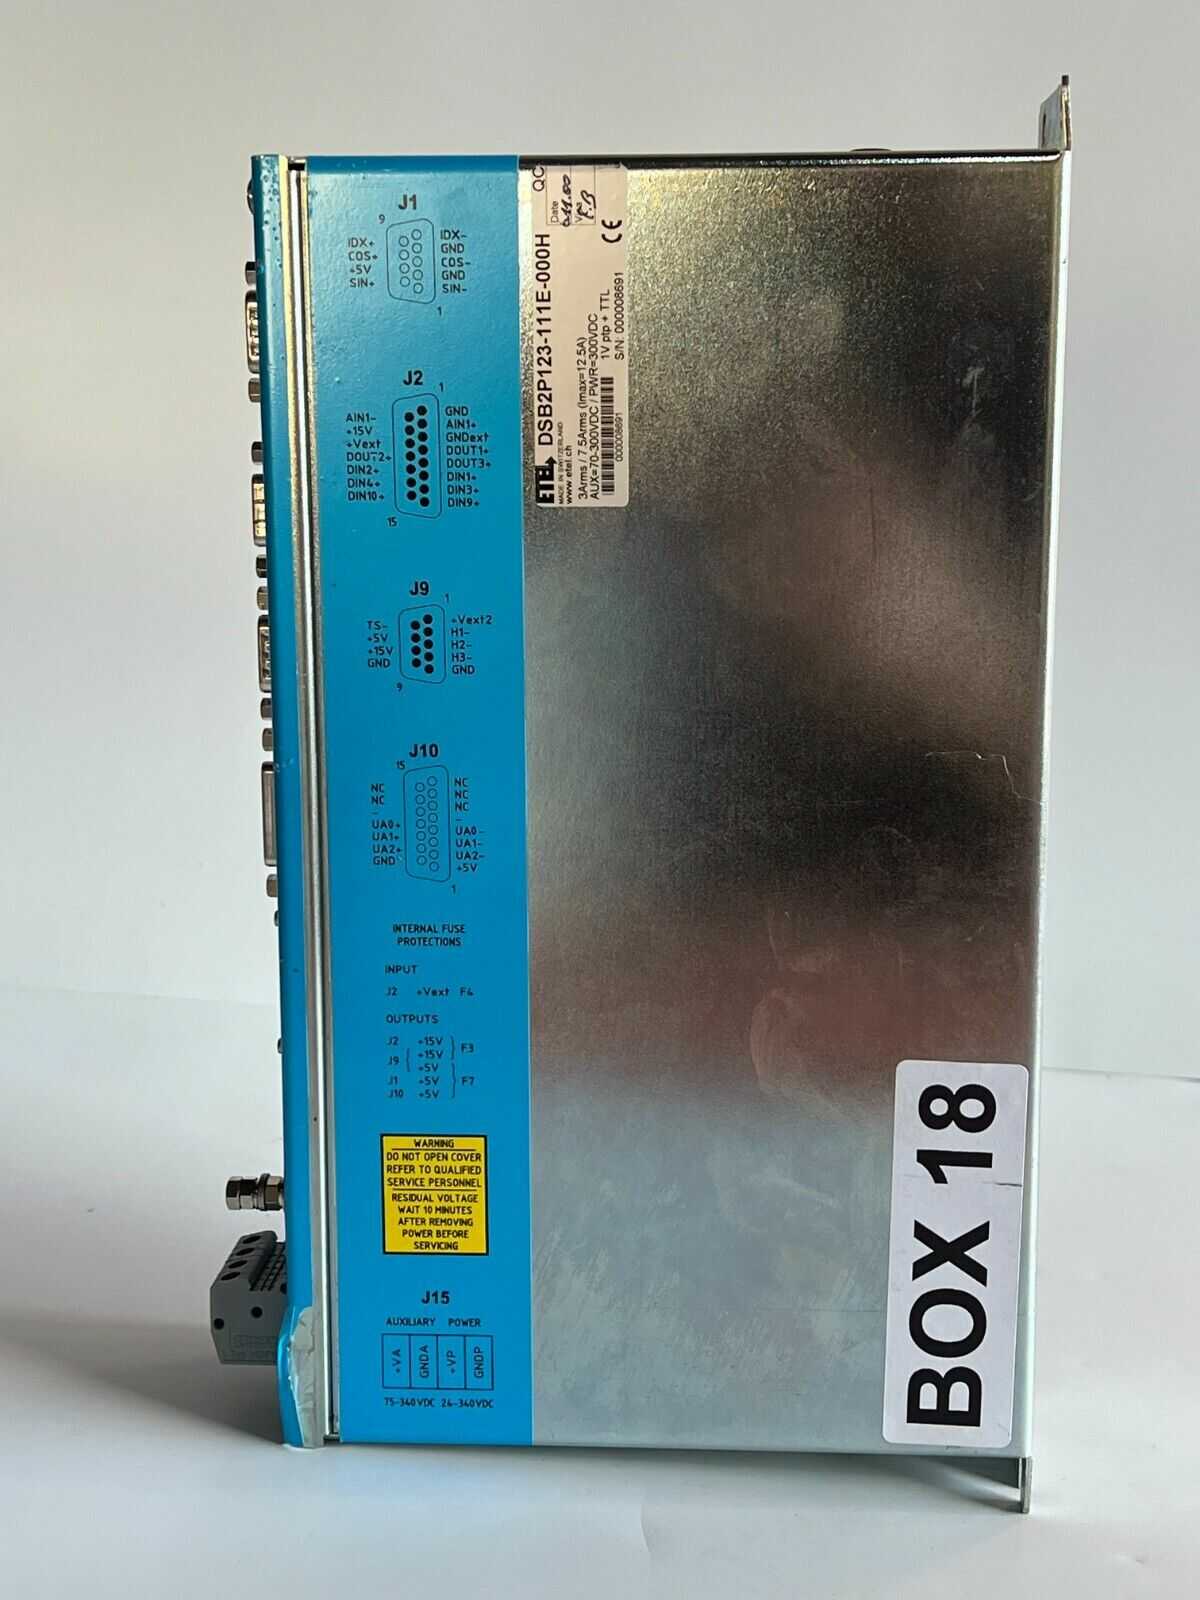 J1
9
IDX+
COS+
+5V
SIN+
IDX-
GND
COS-
GND
SIN-
1
J2
1
AIN1-
+15V
+Vext
DOUT2+
DIN2+
DIN4+
DIN10+
GND
AIN1+
GNDext
DOUT1+
DOUT3+
DIN1+
DIN3+
DIN9+
15
J9
1
TS-
+5V
+15V
GND
+Vext2
H1-
H2-
H3-
GND
9
J10
15
NC
NC
-
UA0+
UA1+
UA2+
GND
NC
NC
NC
-
UA0-
UA1-
UA2-
+5V
1
INTERNAL FUSE
PROTECTIONS
INPUT
J2 +Vext F4
OUTPUTS
J2 +15V
J9 +15V F3
+5V
J1 +5V F7
J10 +5V
WARNING
DO NOT OPEN COVER
REFER TO QUALIFIED
SERVICE PERSONNEL
RESIDUAL VOLTAGE
WAIT 10 MINUTES
AFTER REMOVING
POWER BEFORE
SERVICING
J15
AUXILIARY POWER
+VA GNDA +VP GNDP
75-340VDC 24-340VDC
QC
Date
Visa
ETEL
MADE IN SWITZERLAND
www.etel.ch
DSB2P123-111E-000H
CE
3Arms / 7.5Arms (Imax=12.5A)
AUX=70-300VDC / PWR=300VDC
1V ptp + TTL
000008691
S/N: 000008691
BOX 18